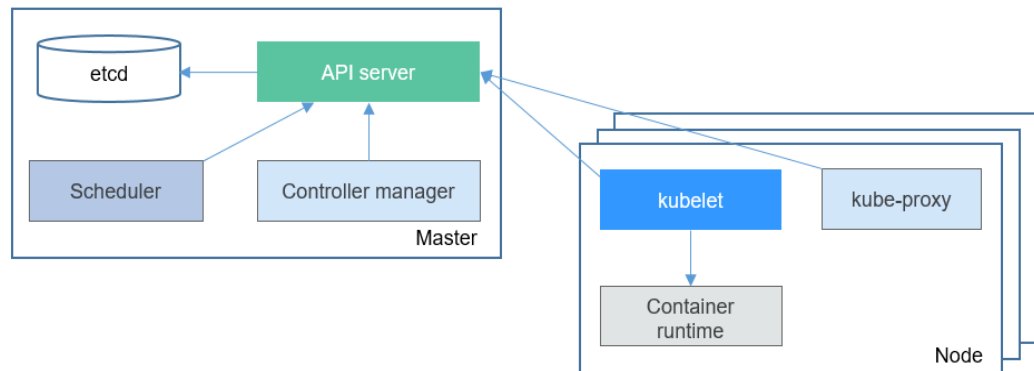 etcd
API server
Scheduler
Controller manager
Master
kubelet
kube-proxy
Container
runtime
Node